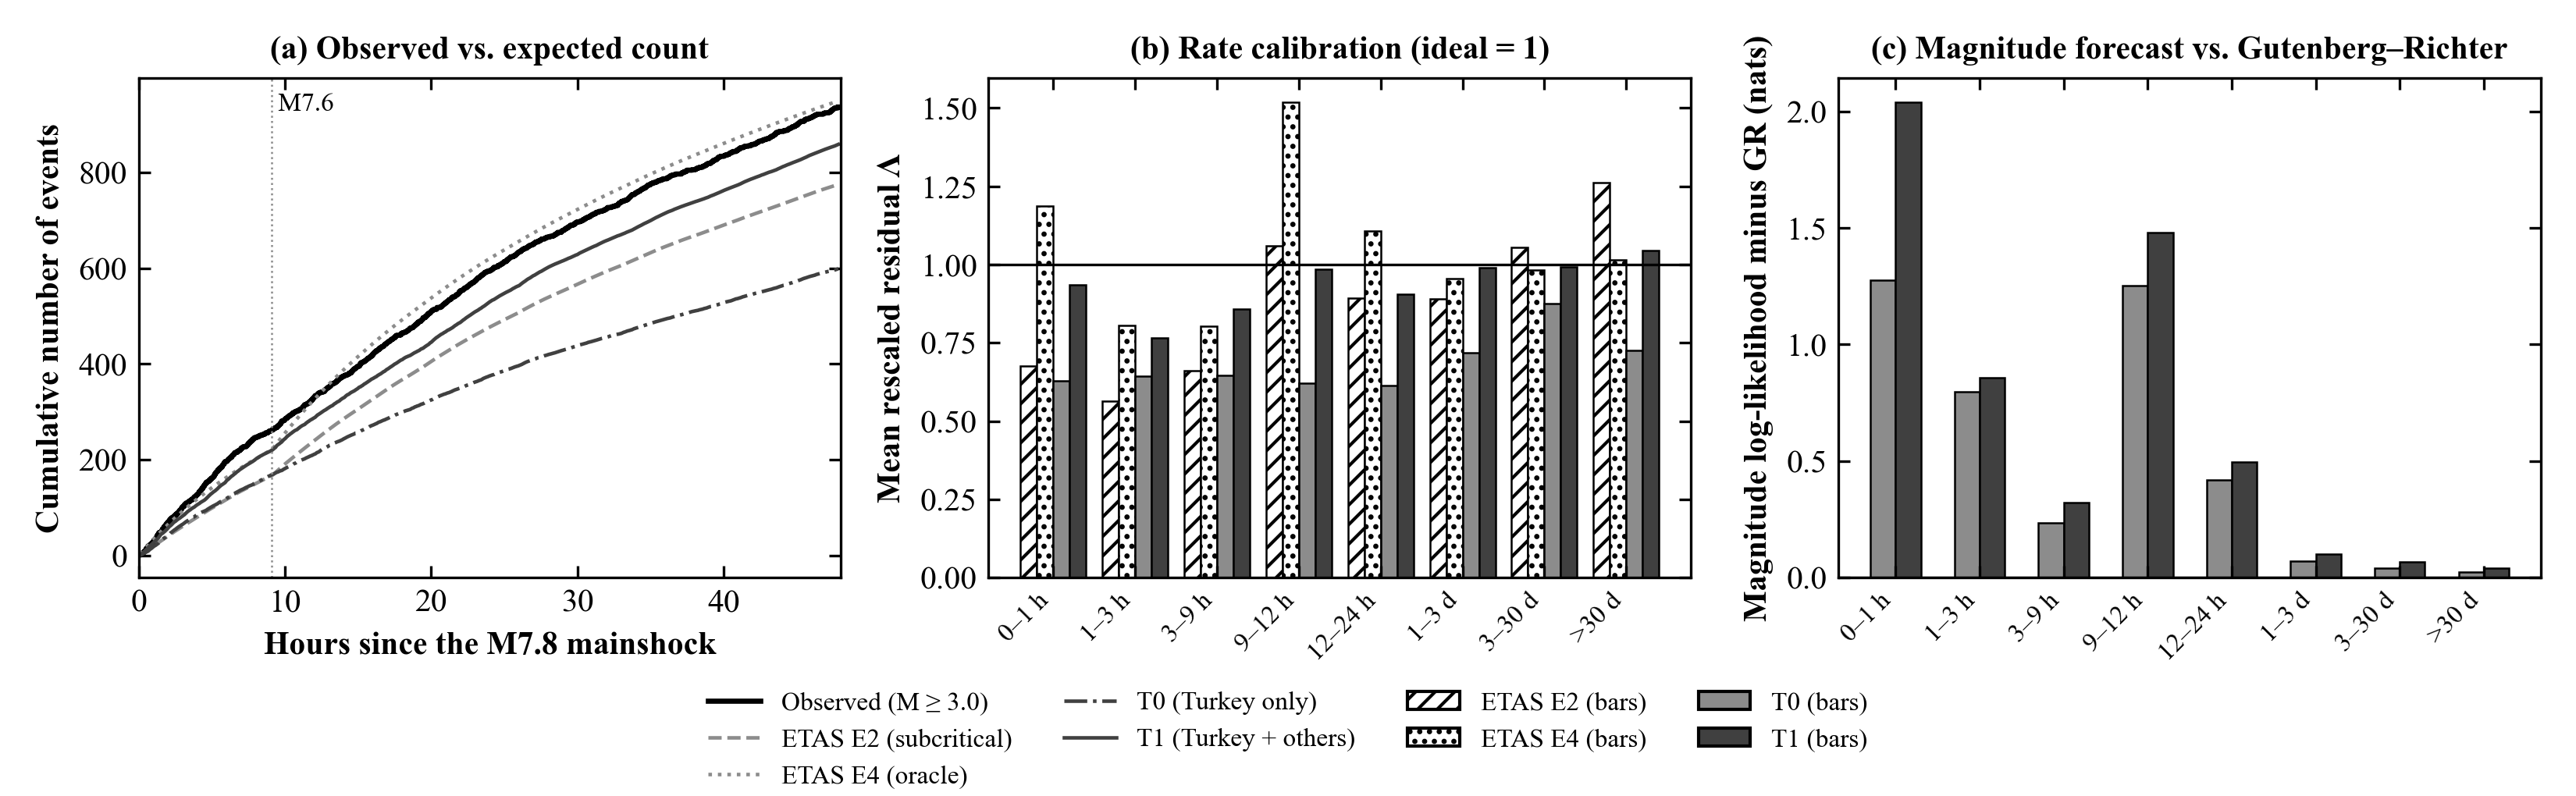 (a) Observed vs. expected count
Cumulative number of events
800
600
400
200
0
M7.6
0 10 20 30 40
Hours since the M7.8 mainshock
(b) Rate calibration (ideal = 1)
Mean rescaled residual Λ
1.50
1.25
1.00
0.75
0.50
0.25
0.00
0–1 h
1–3 h
3–9 h
9–12 h
12–24 h
1–3 d
3–30 d
>30 d
(c) Magnitude forecast vs. Gutenberg–Richter
Magnitude log-likelihood minus GR (nats)
2.0
1.5
1.0
0.5
0.0
0–1 h
1–3 h
3–9 h
9–12 h
12–24 h
1–3 d
3–30 d
>30 d
Observed (M ≥ 3.0)
ETAS E2 (subcritical)
ETAS E4 (oracle)
T0 (Turkey only)
T1 (Turkey + others)
ETAS E2 (bars)
ETAS E4 (bars)
T0 (bars)
T1 (bars)